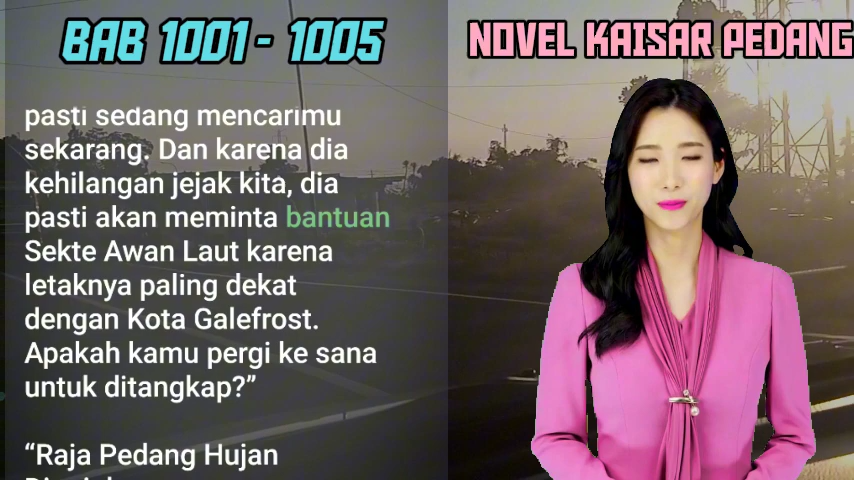 BAB 1001 - 1005
NOVEL KAISAR PEDANG
pasti sedang mencarimu
sekarang. Dan karena dia
kehilangan jejak kita, dia
pasti akan meminta bantuan
Sekte Awan Laut karena
letaknya paling dekat
dengan Kota Galefrost.
Apakah kamu pergi ke sana
untuk ditangkap?”
“Raja Pedang Hujan